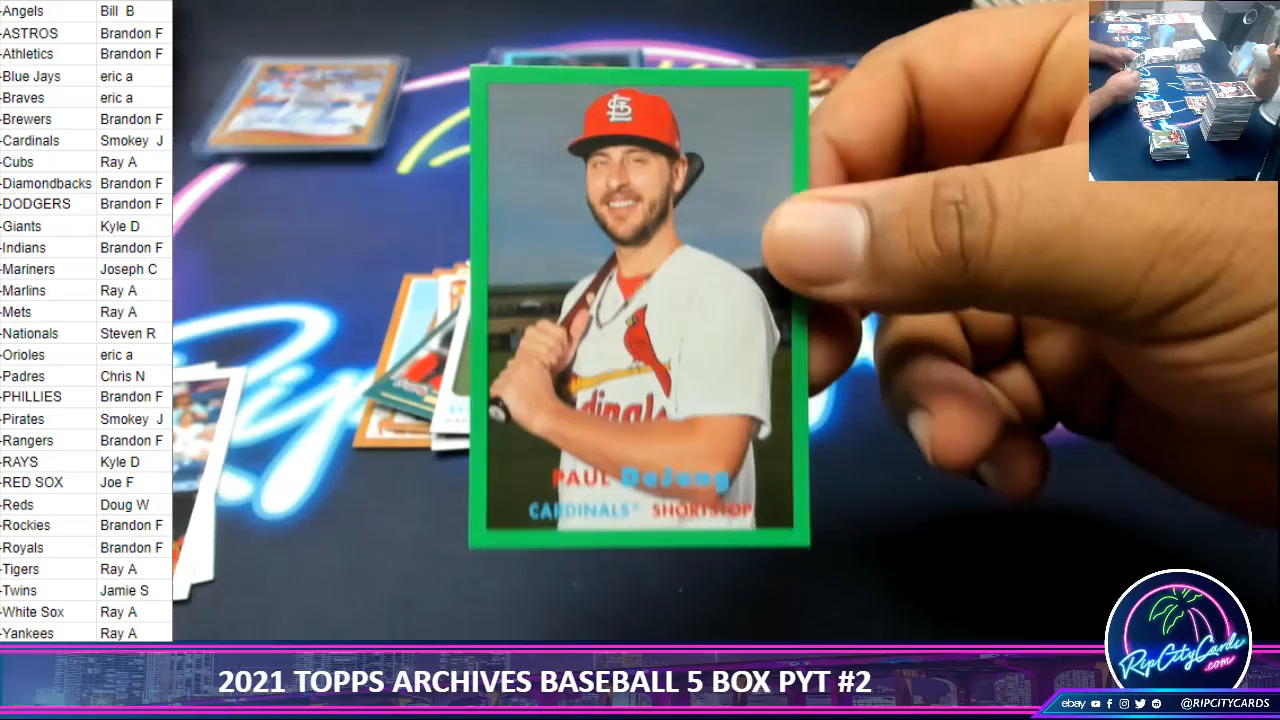 -Angels Bill B
-ASTROS Brandon F
-Athletics Brandon F
-Blue Jays eric a
-Braves eric a
-Brewers Brandon F
-Cardinals Smokey J
-Cubs Ray A
-Diamondbacks Brandon F
-DODGERS Brandon F
-Giants Kyle D
-Indians Brandon F
-Mariners Joseph C
-Marlins Ray A
-Mets Ray A
-Nationals Steven R
-Orioles eric a
-Padres Chris N
-PHILLIES Brandon F
-Pirates Smokey J
-Rangers Brandon F
-RAYS Kyle D
-RED SOX Joe F
-Reds Doug W
-Rockies Brandon F
-Royals Brandon F
-Tigers Ray A
-Twins Jamie S
-White Sox Ray A
-Yankees Ray A
PAUL DeJong
CARDINALS® SHORTSTOP
2021 TOPPS ARCHIVES BASEBALL 5 BOX PYT #2
RipCityCards
.com
ebay @RIPCITYCARDS